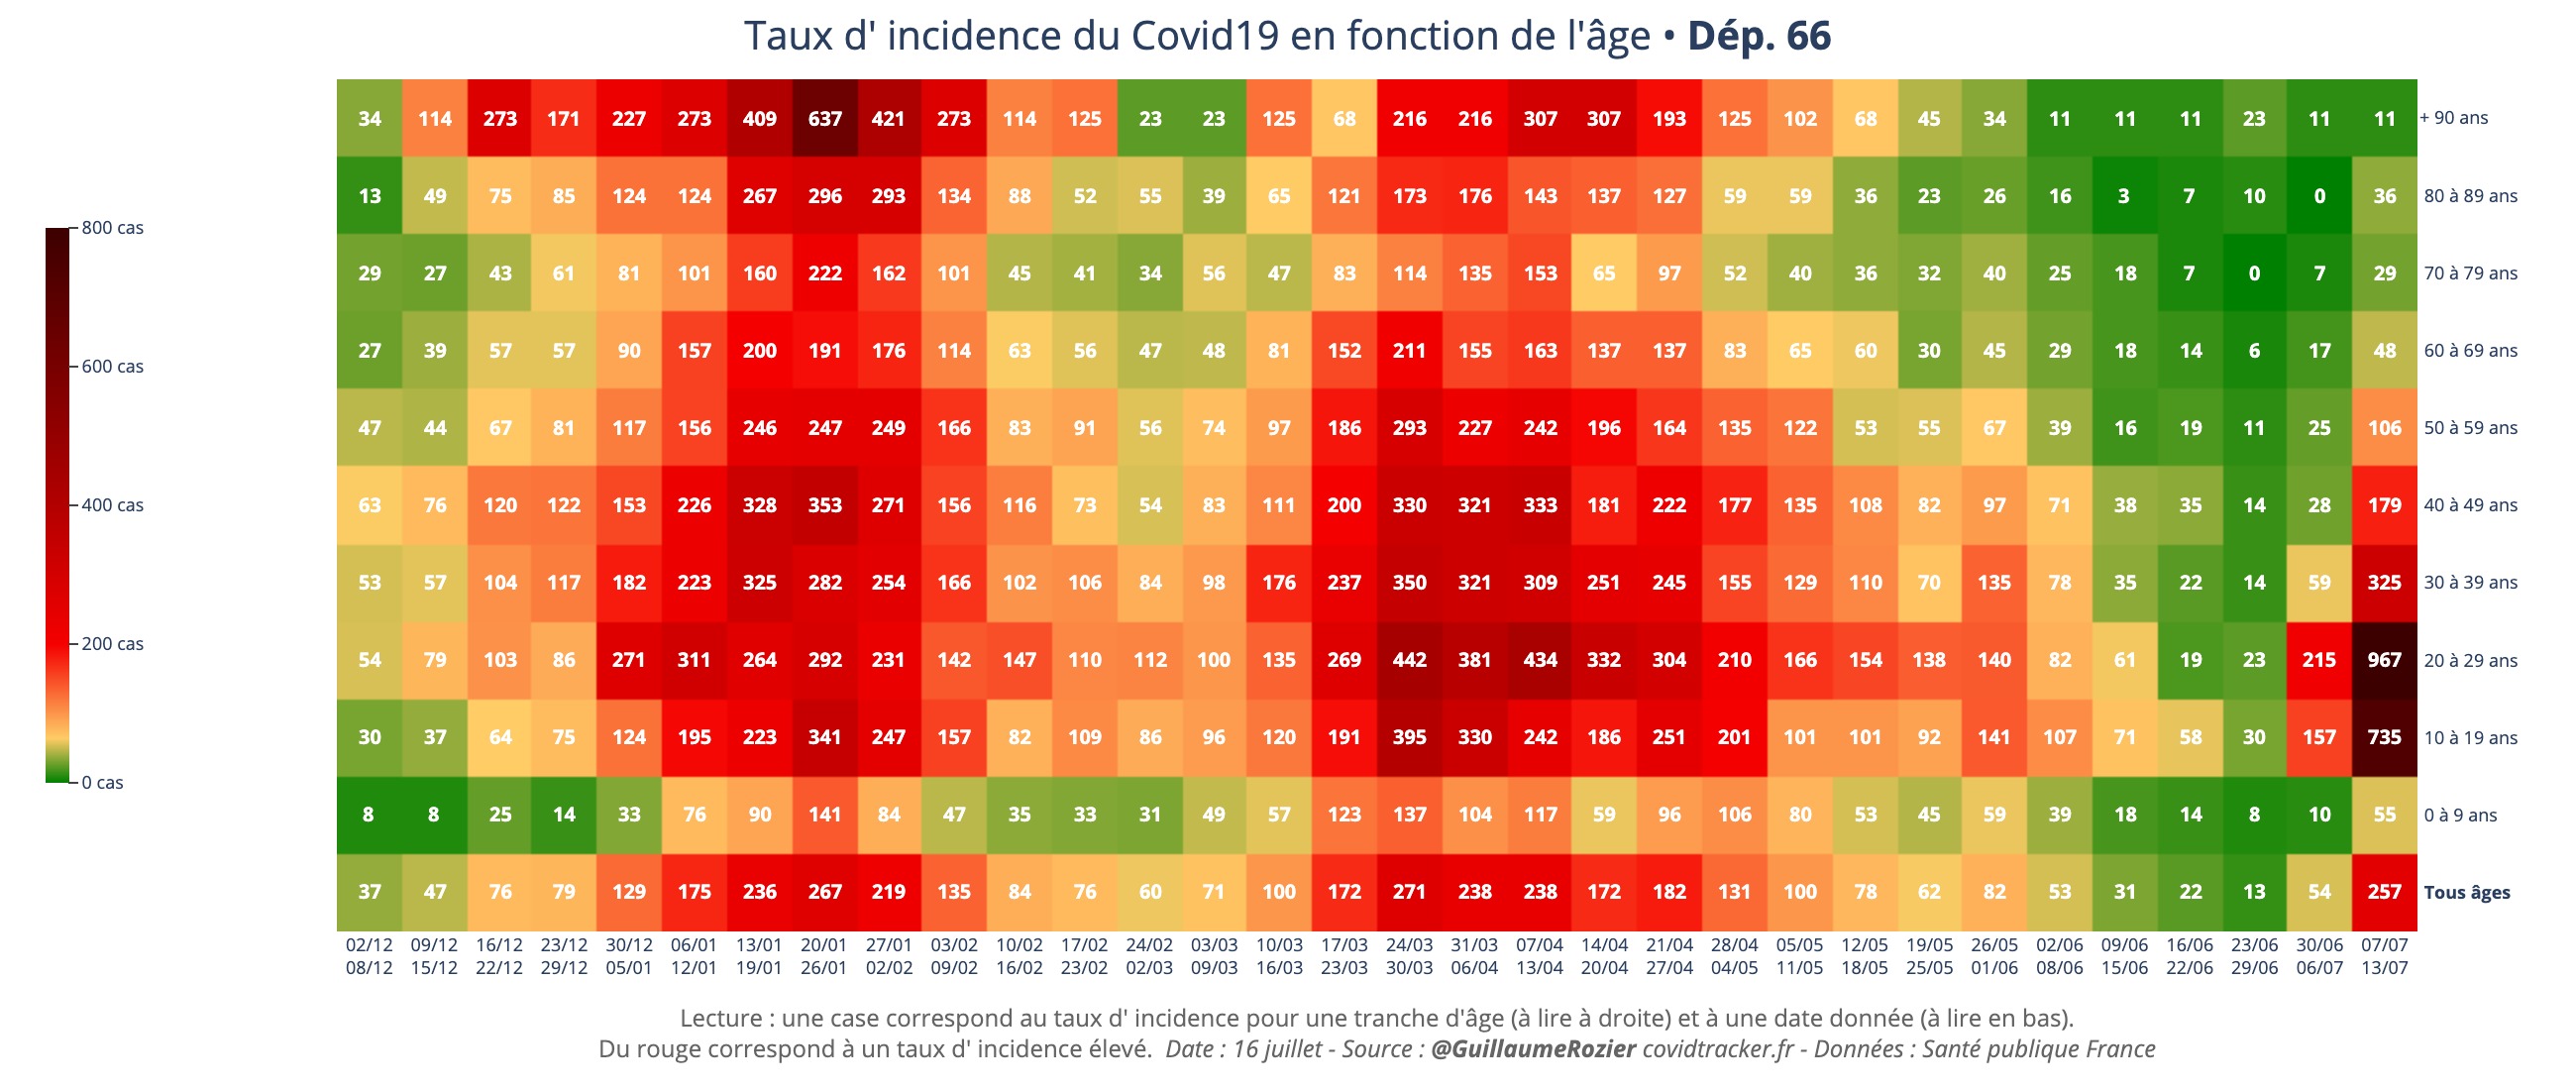 Taux d' incidence du Covid19 en fonction de l'âge • Dép. 66
34 114 273 171 227 273 409 637 421 273 114 125 23 23 125 68 216 216 307 307 193 125 102 68 45 34 11 11 11 23 11 11 + 90 ans
13 49 75 85 124 124 267 296 293 134 88 52 55 39 65 121 173 176 143 137 127 59 59 36 23 26 16 3 7 10 0 36 80 à 89 ans
29 27 43 61 81 101 160 222 162 101 45 41 34 56 47 83 114 135 153 65 97 52 40 36 32 40 25 18 7 0 7 29 70 à 79 ans
27 39 57 57 90 157 200 191 176 114 63 56 47 48 81 152 211 155 163 137 137 83 65 60 30 45 29 18 14 6 17 48 60 à 69 ans
47 44 67 81 117 156 246 247 249 166 83 91 56 74 97 186 293 227 242 196 164 135 122 53 55 67 39 16 19 11 25 106 50 à 59 ans
63 76 120 122 153 226 328 353 271 156 116 73 54 83 111 200 330 321 333 181 222 177 135 108 82 97 71 38 35 14 28 179 40 à 49 ans
53 57 104 117 182 223 325 282 254 166 102 106 84 98 176 237 350 321 309 251 245 155 129 110 70 135 78 35 22 14 59 325 30 à 39 ans
54 79 103 86 271 311 264 292 231 142 147 110 112 100 135 269 442 381 434 332 304 210 166 154 138 140 82 61 19 23 215 967 20 à 29 ans
30 37 64 75 124 195 223 341 247 157 82 109 86 96 120 191 395 330 242 186 251 201 101 101 92 141 107 71 58 30 157 735 10 à 19 ans
8 8 25 14 33 76 90 141 84 47 35 33 31 49 57 123 137 104 117 59 96 106 80 53 45 59 39 18 14 8 10 55 0 à 9 ans
37 47 76 79 129 175 236 267 219 135 84 76 60 71 100 172 271 238 238 172 182 131 100 78 62 82 53 31 22 13 54 257 Tous âges
02/12 09/12 16/12 23/12 30/12 06/01 13/01 20/01 27/01 03/02 10/02 17/02 24/02 03/03 10/03 17/03 24/03 31/03 07/04 14/04 21/04 28/04 05/05 12/05 19/05 26/05 02/06 09/06 16/06 23/06 30/06 07/07
08/12 15/12 22/12 29/12 05/01 12/01 19/01 26/01 02/02 09/02 16/02 23/02 02/03 09/03 16/03 23/03 30/03 06/04 13/04 20/04 27/04 04/05 11/05 18/05 25/05 01/06 08/06 15/06 22/06 29/06 06/07 13/07
800 cas
600 cas
400 cas
200 cas
0 cas
Lecture : une case correspond au taux d' incidence pour une tranche d'âge (à lire à droite) et à une date donnée (à lire en bas).
Du rouge correspond à un taux d' incidence élevé. Date : 16 juillet - Source : @GuillaumeRozier covidtracker.fr - Données : Santé publique France